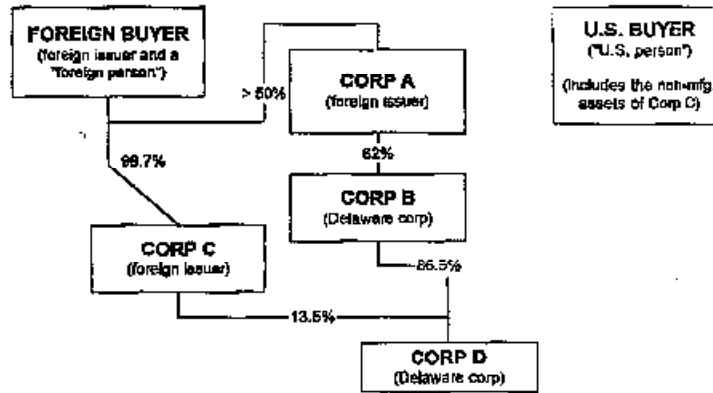 FOREIGN BUYER
(foreign issuer and a
"foreign person")
U.S. BUYER
("U.S. person")
(includes the non-mfg
assets of Corp C)
CORP A
(foreign issuer)
> 50%
62%
99.7%
CORP B
(Delaware corp)
CORP C
(foreign issuer)
86.5%
13.5%
CORP D
(Delaware corp)